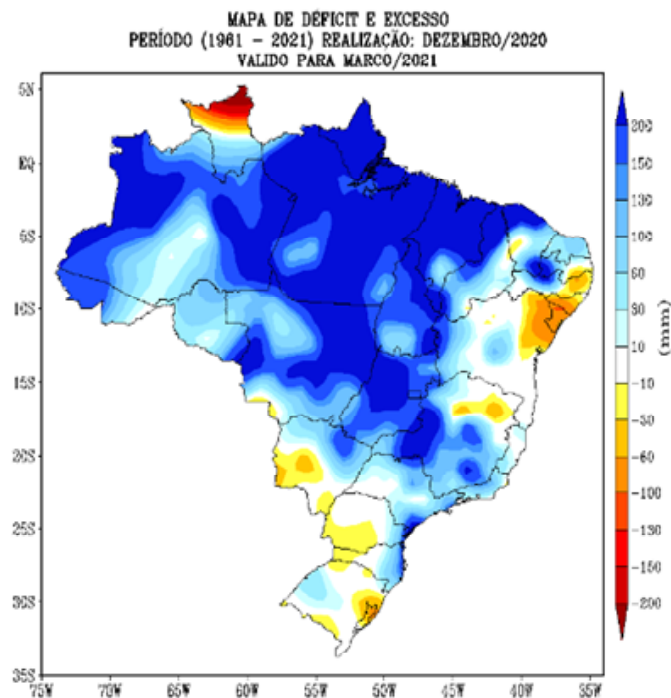 MAPA DE DÉFICIT E EXCESSO
PERÍODO (1961 - 2021) REALIZAÇÃO: DEZEMBRO/2020
VALIDO PARA MARCO/2021
5N
EQ
5S
10S
15S
20S
25S
30S
35S
75W
70W
65W
60W
55W
50W
45W
40W
35W
200
150
130
100
60
30
10
-10
-30
-60
-100
-130
-150
-200
(mm)